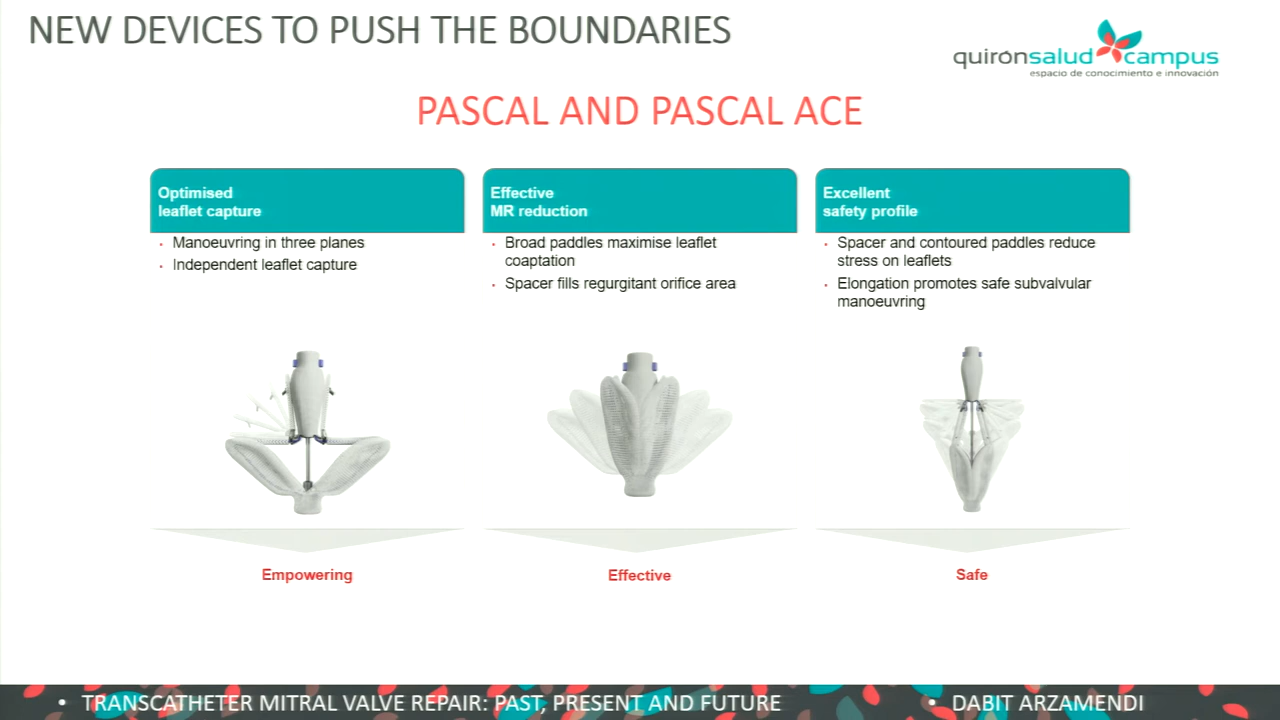 NEW DEVICES TO PUSH THE BOUNDARIES
quirónsalud campus
espacio de conocimiento e innovación
PASCAL AND PASCAL ACE
Optimised
leaflet capture
• Manoeuvring in three planes
• Independent leaflet capture
Effective
MR reduction
• Broad paddles maximise leaflet
coaptation
• Spacer fills regurgitant orifice area
Excellent
safety profile
• Spacer and contoured paddles reduce
stress on leaflets
• Elongation promotes safe subvalvular
manoeuvring
Empowering
Effective
Safe
• TRANSCATHETER MITRAL VALVE REPAIR: PAST, PRESENT AND FUTURE
• DABIT ARZAMENDI